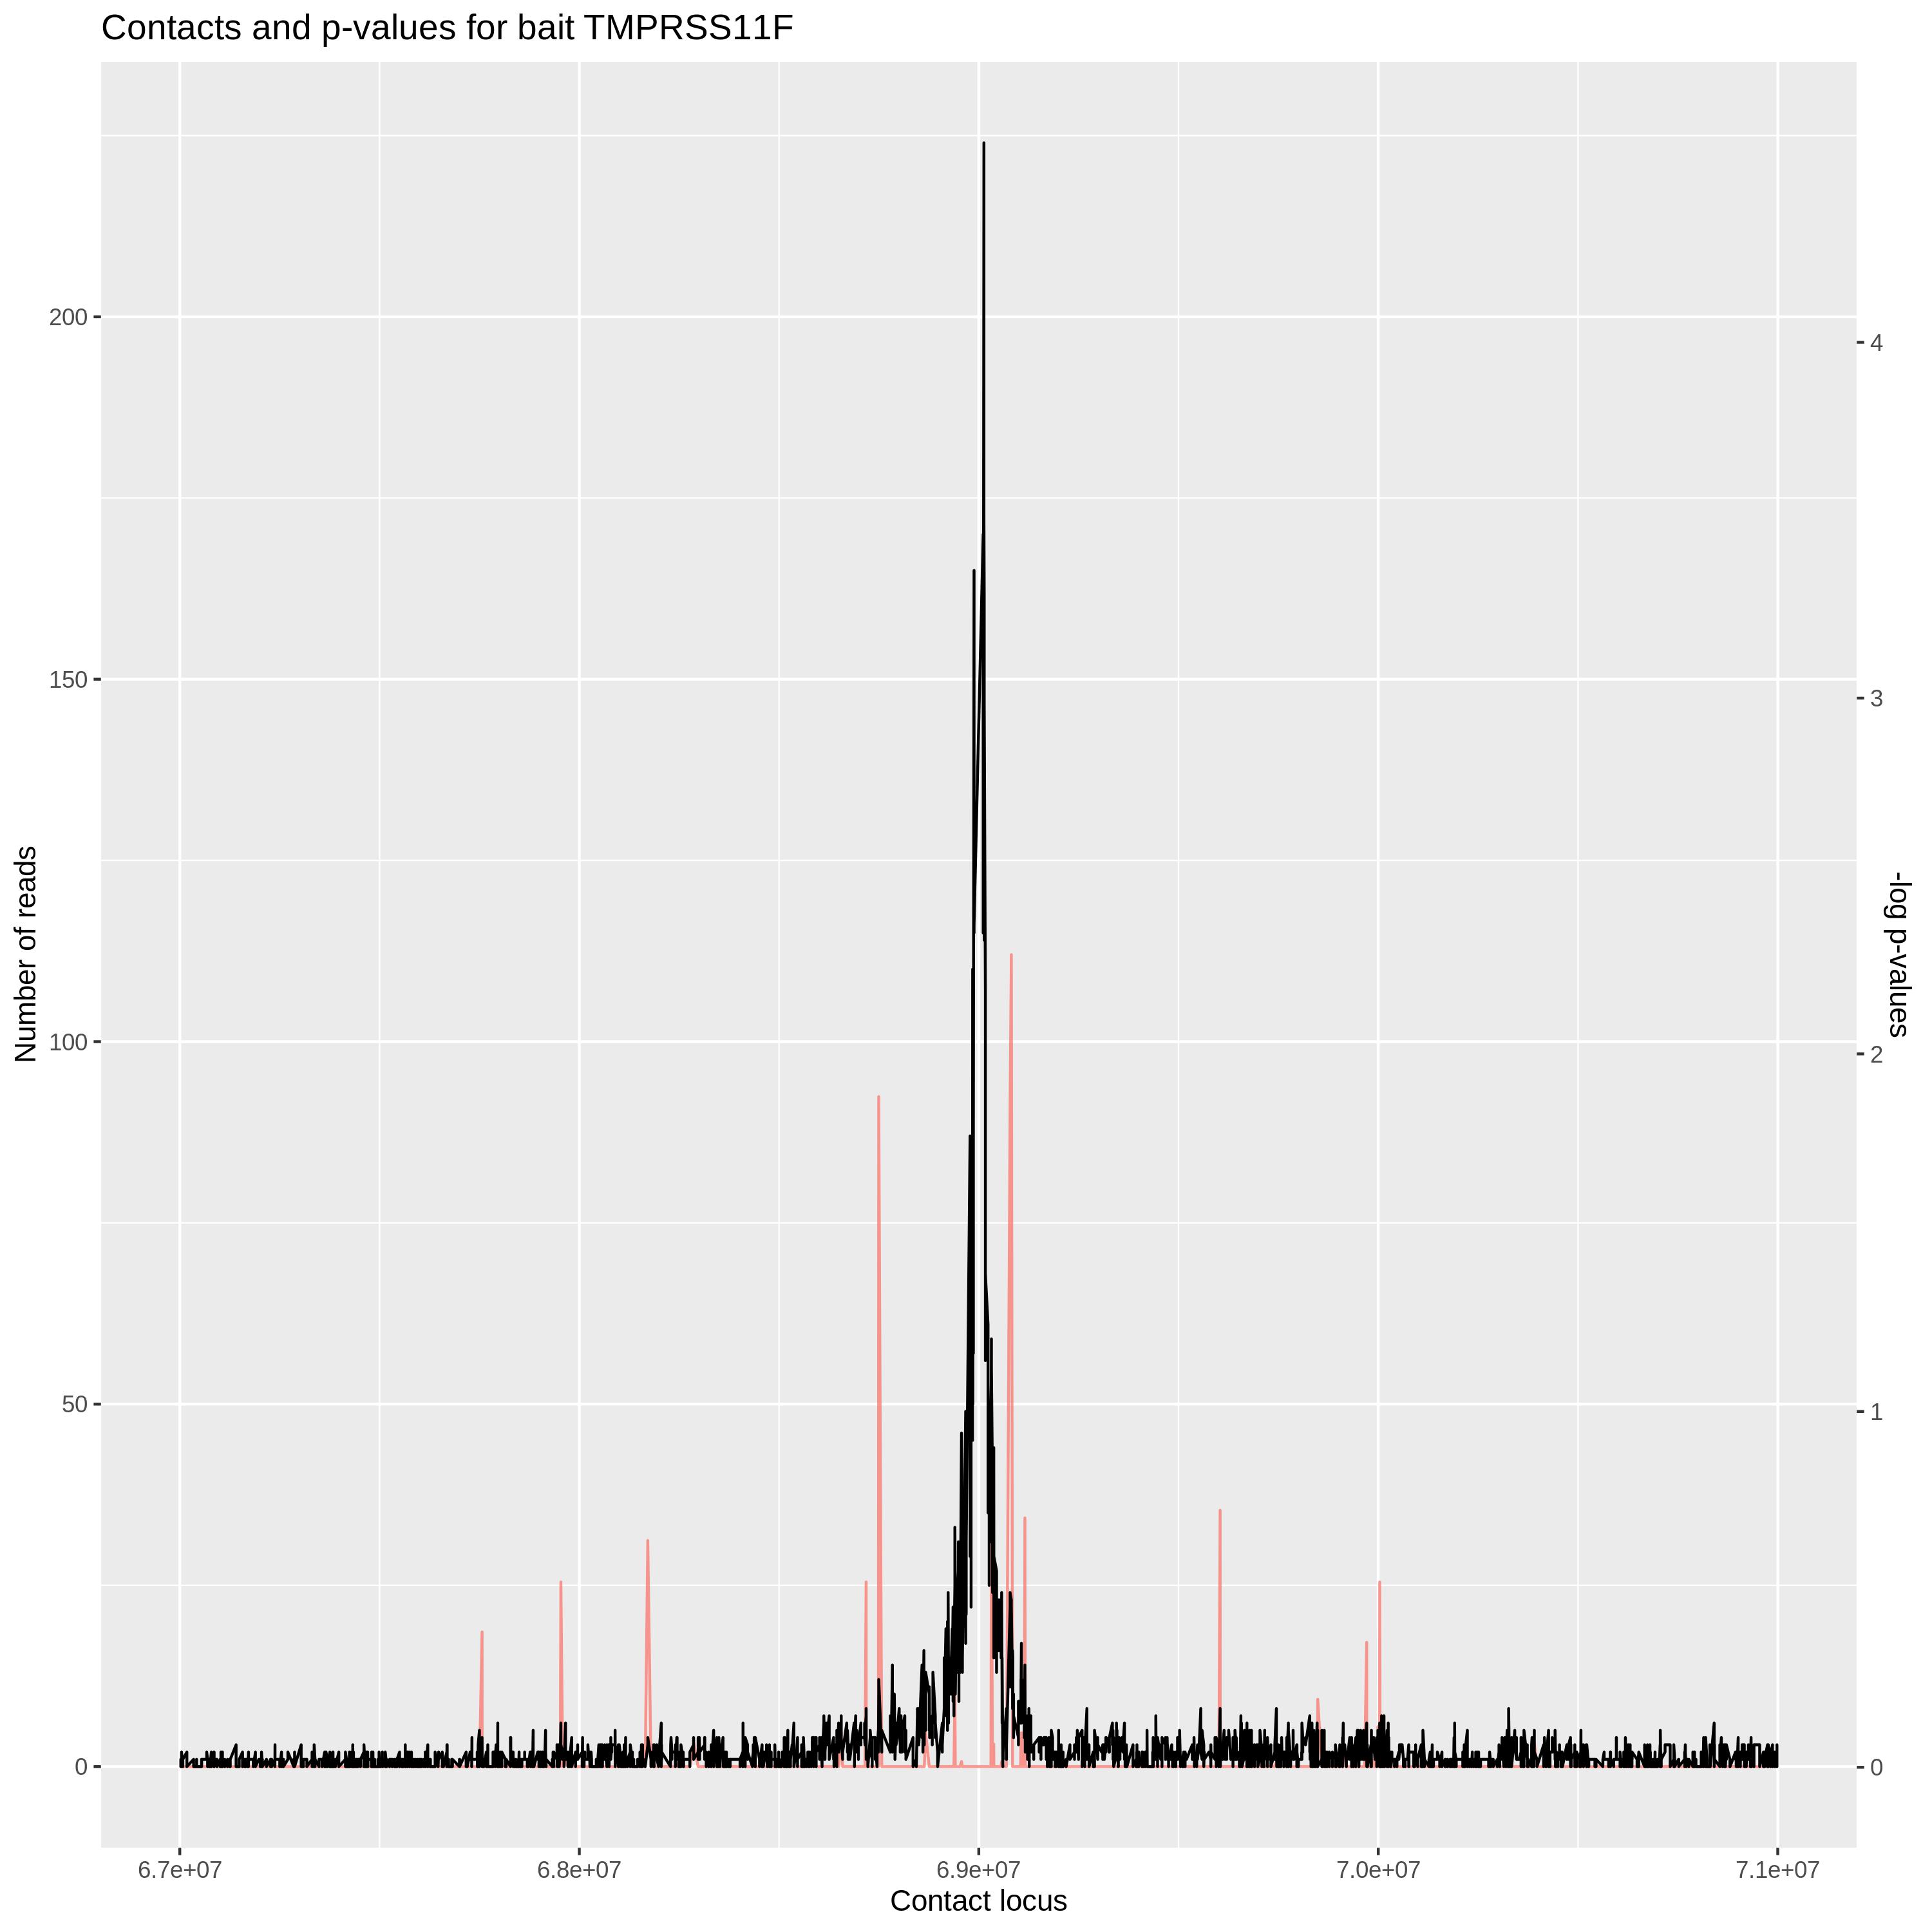 Contacts and p-values for bait TMPRSS11F
Number of reads
200
150
100
50
0
4
3
2
1
0
-log p-values
6.7e+07 6.8e+07 6.9e+07 7.0e+07 7.1e+07
Contact locus